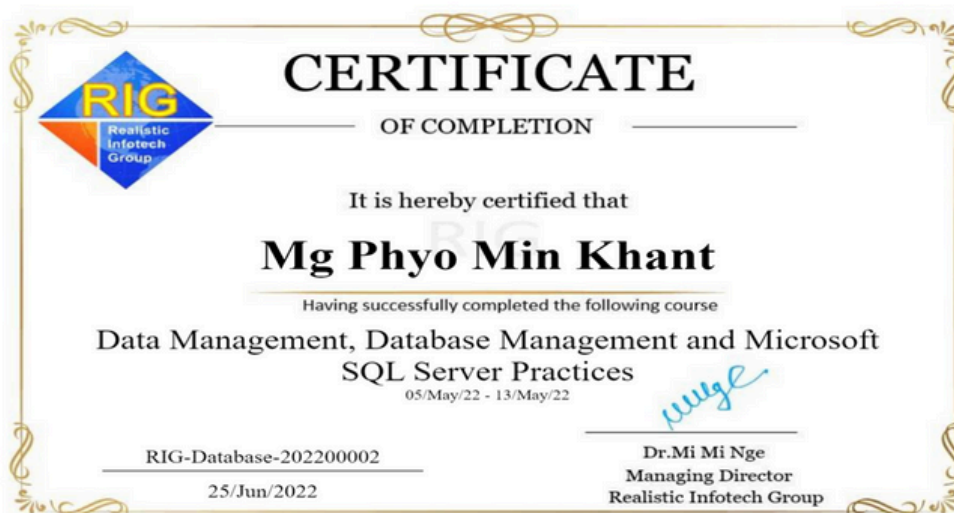 RIG
Realistic
Infotech
Group
CERTIFICATE
OF COMPLETION
It is hereby certified that
RIG
Mg Phyo Min Khant
Having successfully completed the following course
Data Management, Database Management and Microsoft
SQL Server Practices
05/May/22 - 13/May/22
RIG-Database-202200002
25/Jun/2022
Dr.Mi Mi Nge
Managing Director
Realistic Infotech Group